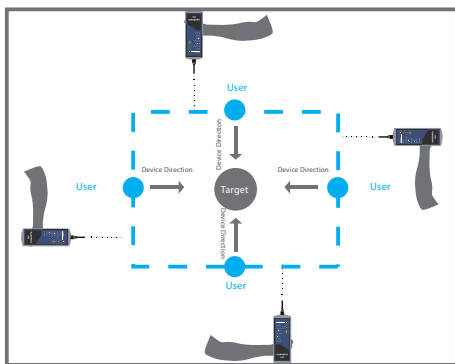 User
Device Direction
Device Direction
Device Direction
User
Target
User
Device Direction
User